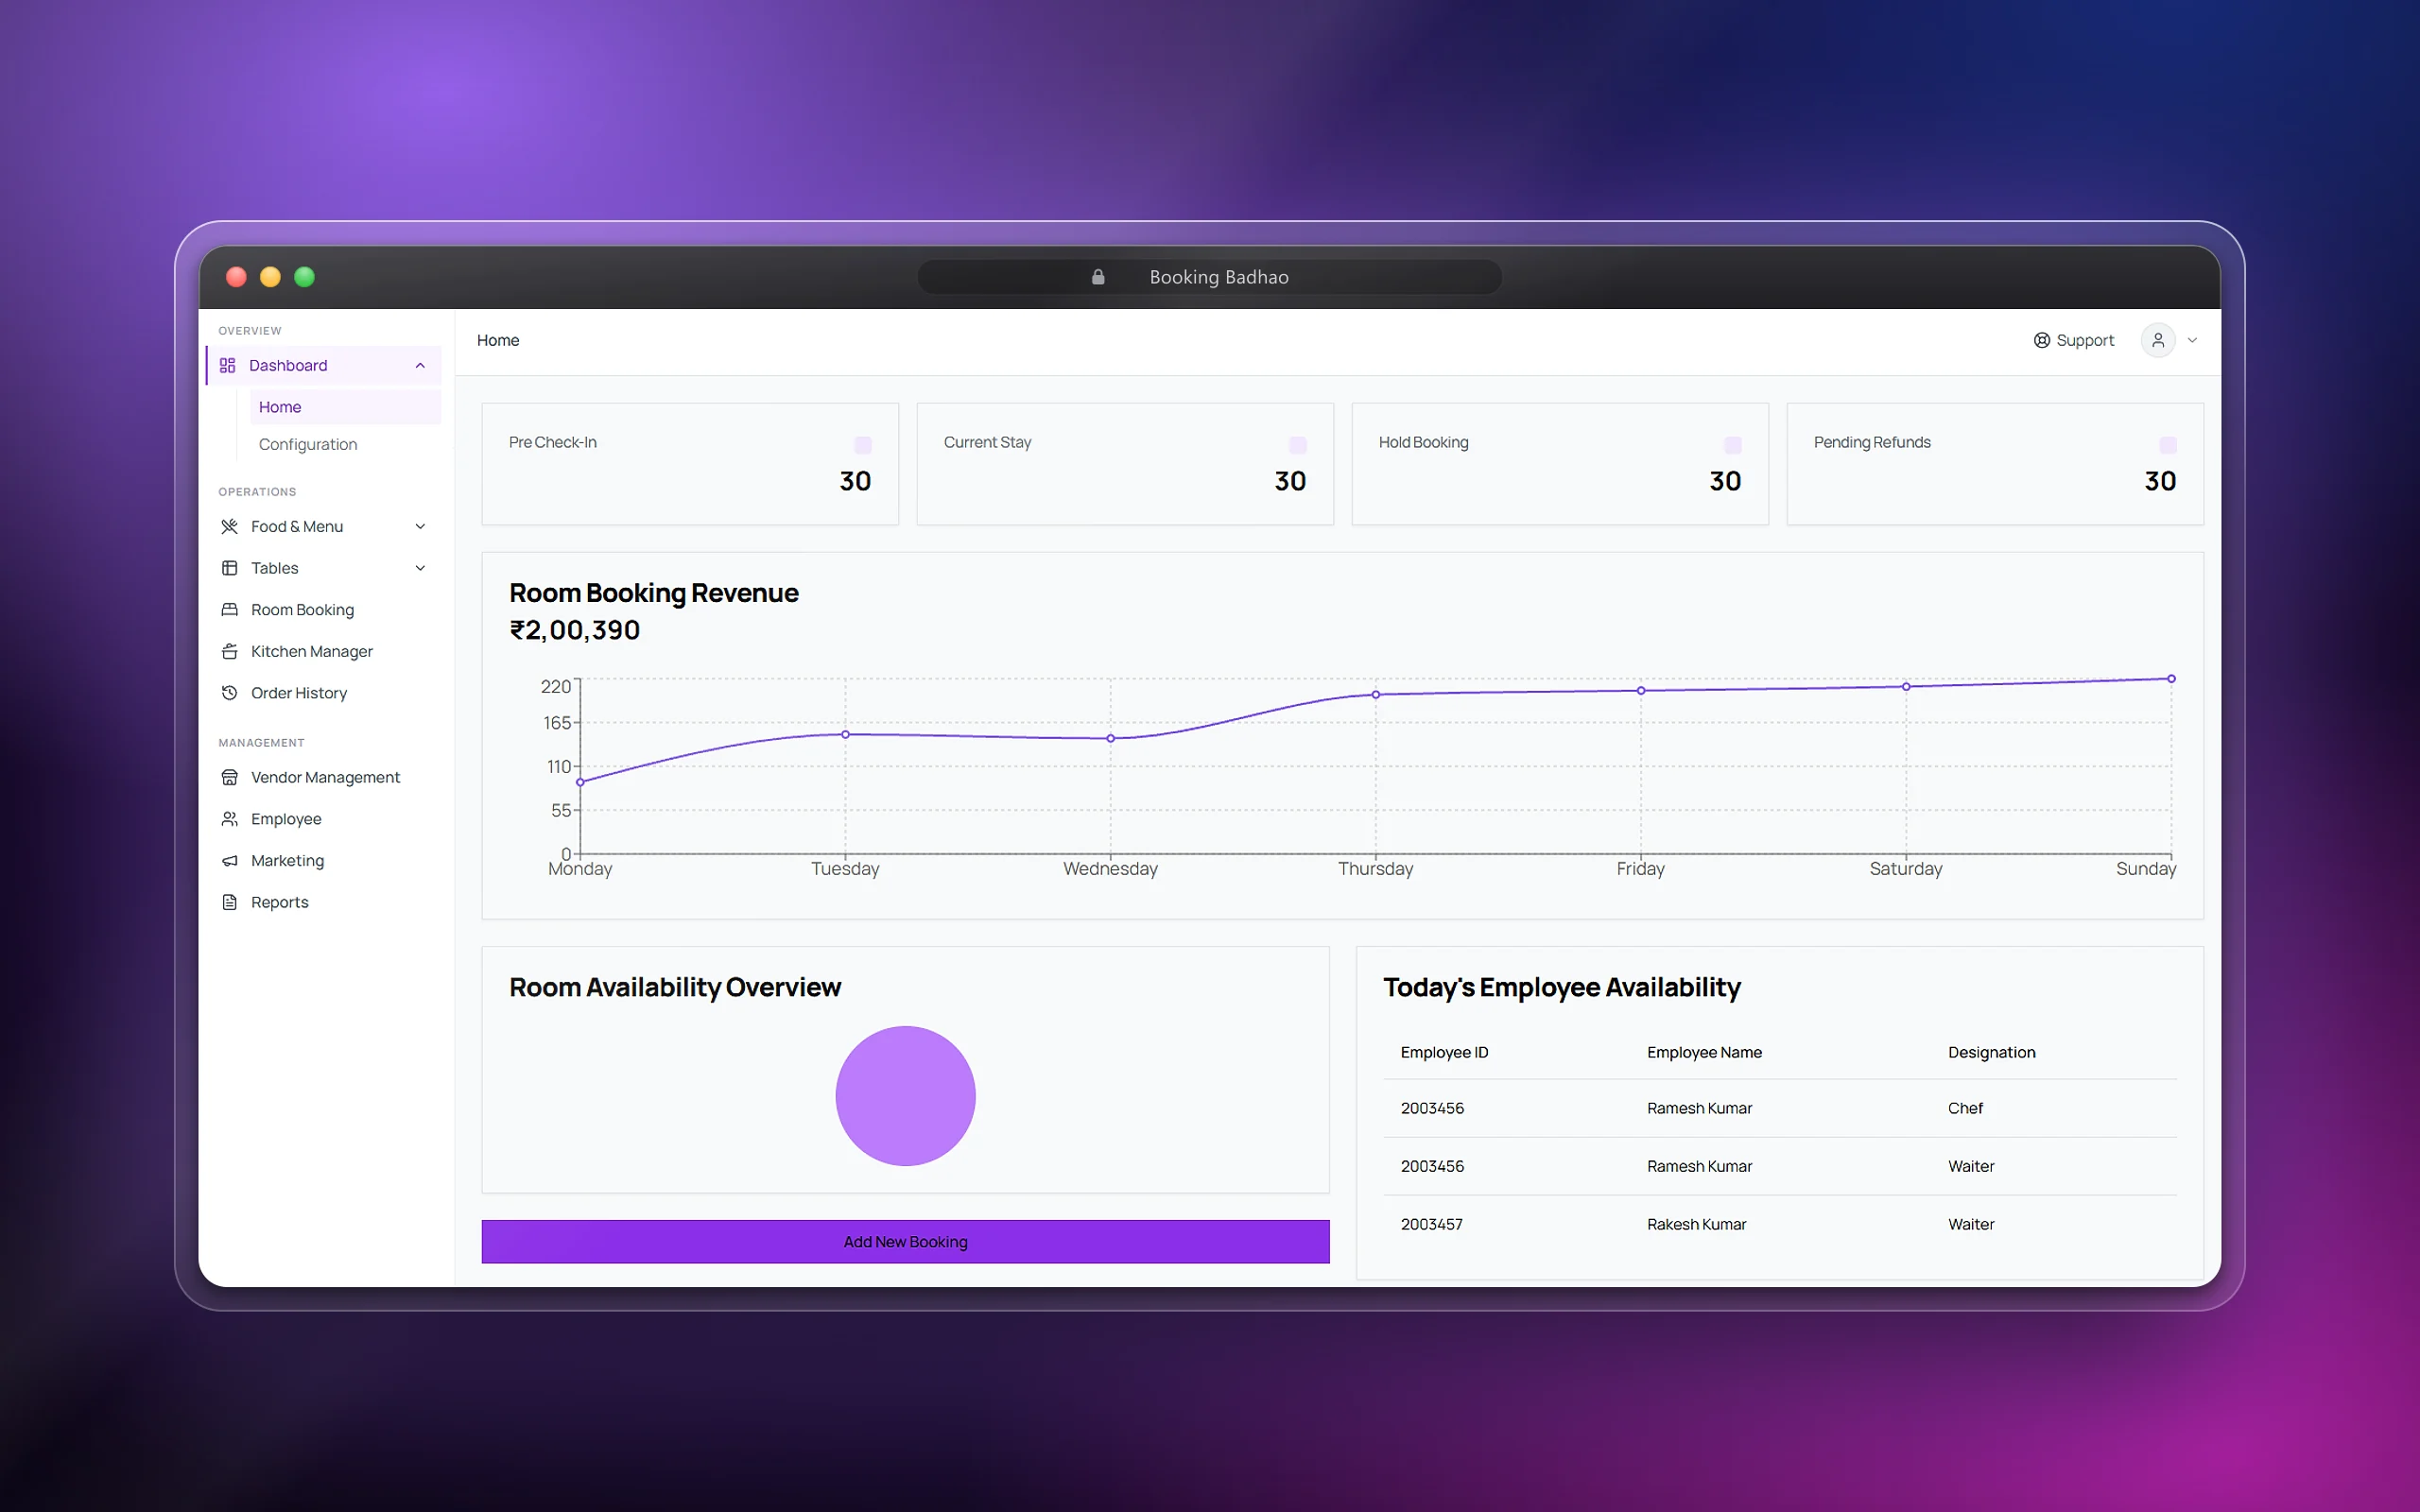 Booking Badhao
OVERVIEW
Dashboard
Home
Configuration
OPERATIONS
Food & Menu
Tables
Room Booking
Kitchen Manager
Order History
MANAGEMENT
Vendor Management
Employee
Marketing
Reports
Home
Support
Pre Check-In
30
Current Stay
30
Hold Booking
30
Pending Refunds
30
Room Booking Revenue
₹2,00,390
220
165
110
55
0
Monday Tuesday Wednesday Thursday Friday Saturday Sunday
Room Availability Overview
Add New Booking
Today's Employee Availability
Employee ID Employee Name Designation
2003456 Ramesh Kumar Chef
2003456 Ramesh Kumar Waiter
2003457 Rakesh Kumar Waiter